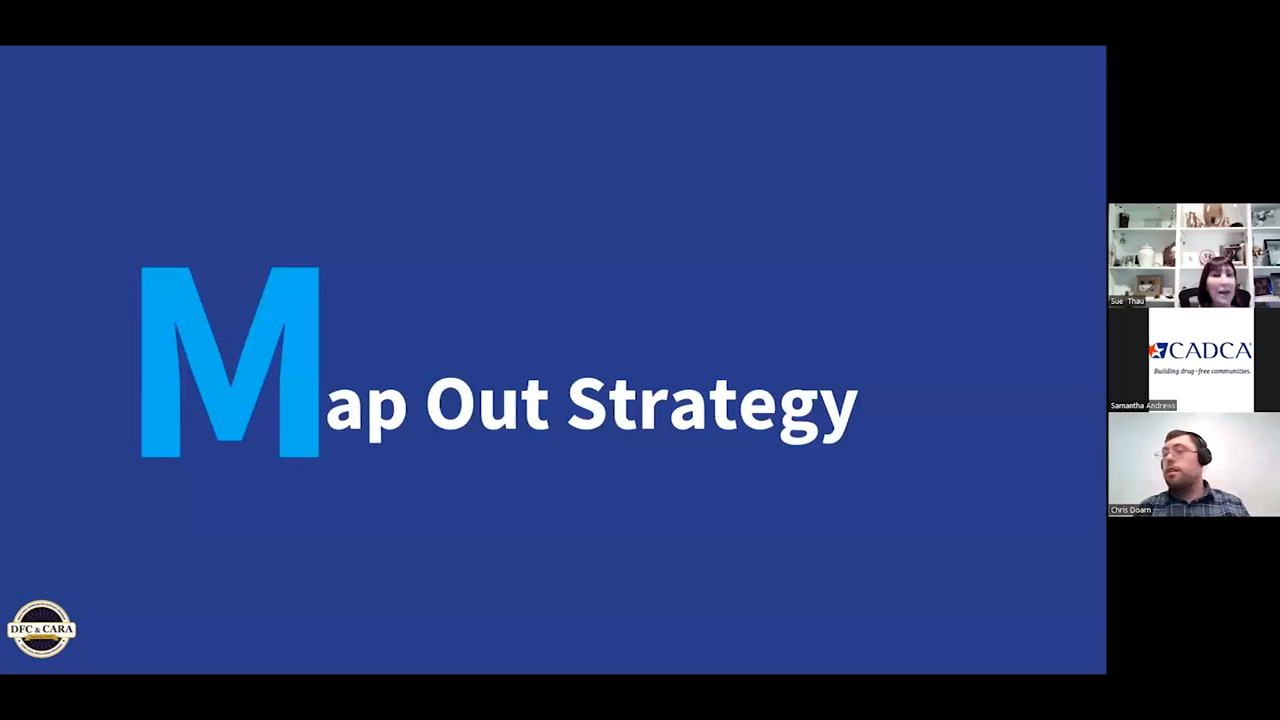 Map Out Strategy
Sue Thau
CADCA
Building drug-free communities.
Samantha Andrews
Chris Doarn
DFC & CARA